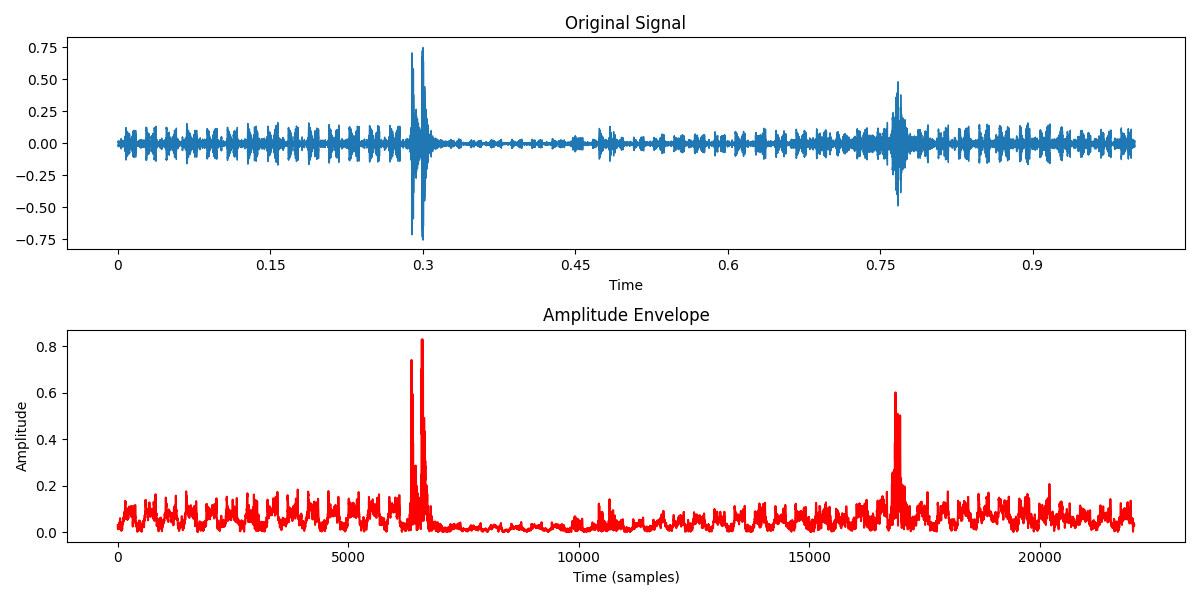 Original Signal
0.75
0.50
0.25
0.00
−0.25
−0.50
−0.75
0 0.15 0.3 0.45 0.6 0.75 0.9
Time
Amplitude Envelope
Amplitude
0.8
0.6
0.4
0.2
0.0
0 5000 10000 15000 20000
Time (samples)